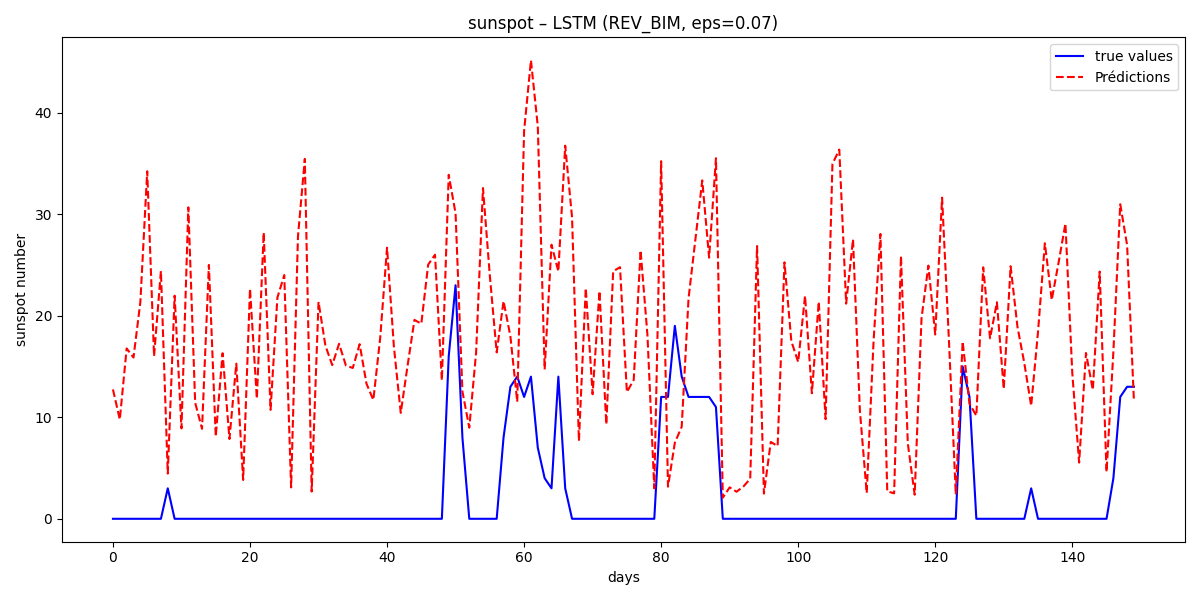 sunspot – LSTM (REV_BIM, eps=0.07)
true values
Prédictions
sunspot number
40
30
20
10
0
0 20 40 60 80 100 120 140
days